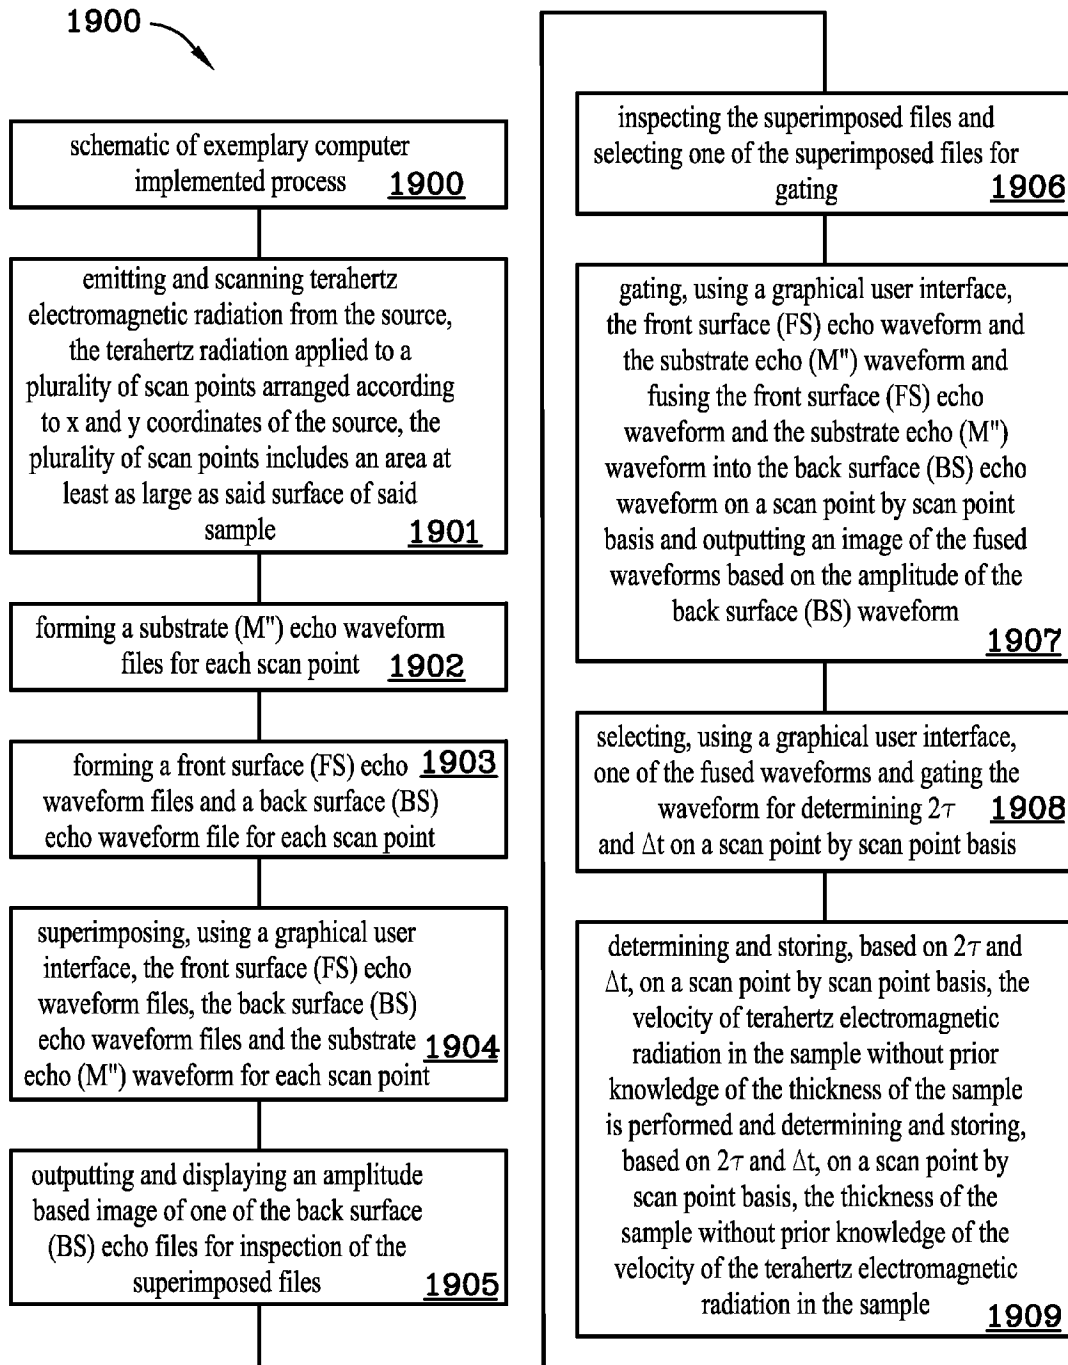 1900
schematic of exemplary computer
implemented process 1900
emitting and scanning terahertz
electromagnetic radiation from the source,
the terahertz radiation applied to a
plurality of scan points arranged according
to x and y coordinates of the source, the
plurality of scan points includes an area at
least as large as said surface of said
sample 1901
forming a substrate (M") echo waveform
files for each scan point 1902
forming a front surface (FS) echo 1903
waveform files and a back surface (BS)
echo waveform file for each scan point
superimposing, using a graphical user
interface, the front surface (FS) echo
waveform files, the back surface (BS)
echo waveform files and the substrate 1904
echo (M") waveform for each scan point
outputting and displaying an amplitude
based image of one of the back surface
(BS) echo files for inspection of the
superimposed files 1905
inspecting the superimposed files and
selecting one of the superimposed files for
gating 1906
gating, using a graphical user interface,
the front surface (FS) echo waveform and
the substrate echo (M") waveform and
fusing the front surface (FS) echo
waveform and the substrate echo (M")
waveform into the back surface (BS) echo
waveform on a scan point by scan point
basis and outputting an image of the fused
waveforms based on the amplitude of the
back surface (BS) waveform
1907
selecting, using a graphical user interface,
one of the fused waveforms and gating the
waveform for determining 2τ 1908
and Δt on a scan point by scan point basis
determining and storing, based on 2τ and
Δt, on a scan point by scan point basis, the
velocity of terahertz electromagnetic
radiation in the sample without prior
knowledge of the thickness of the sample
is performed and determining and storing,
based on 2τ and Δt, on a scan point by
scan point basis, the thickness of the
sample without prior knowledge of the
velocity of the terahertz electromagnetic
radiation in the sample 1909